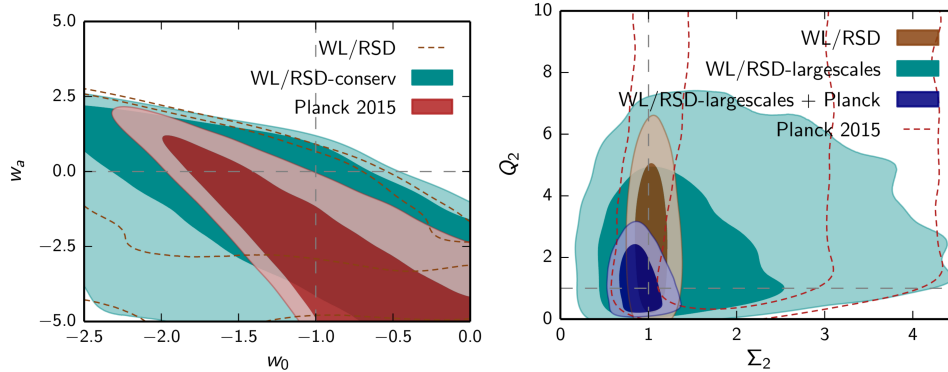 5.0
2.5
0.0
−2.5
−5.0
w_a
−2.5 −2.0 −1.5 −1.0 −0.5 0.0
w_0
WL/RSD
WL/RSD-conserv
Planck 2015
10
8
6
4
2
0
Q_2
0 1 2 3 4
Σ_2
WL/RSD
WL/RSD-largescales
WL/RSD-largescales + Planck
Planck 2015